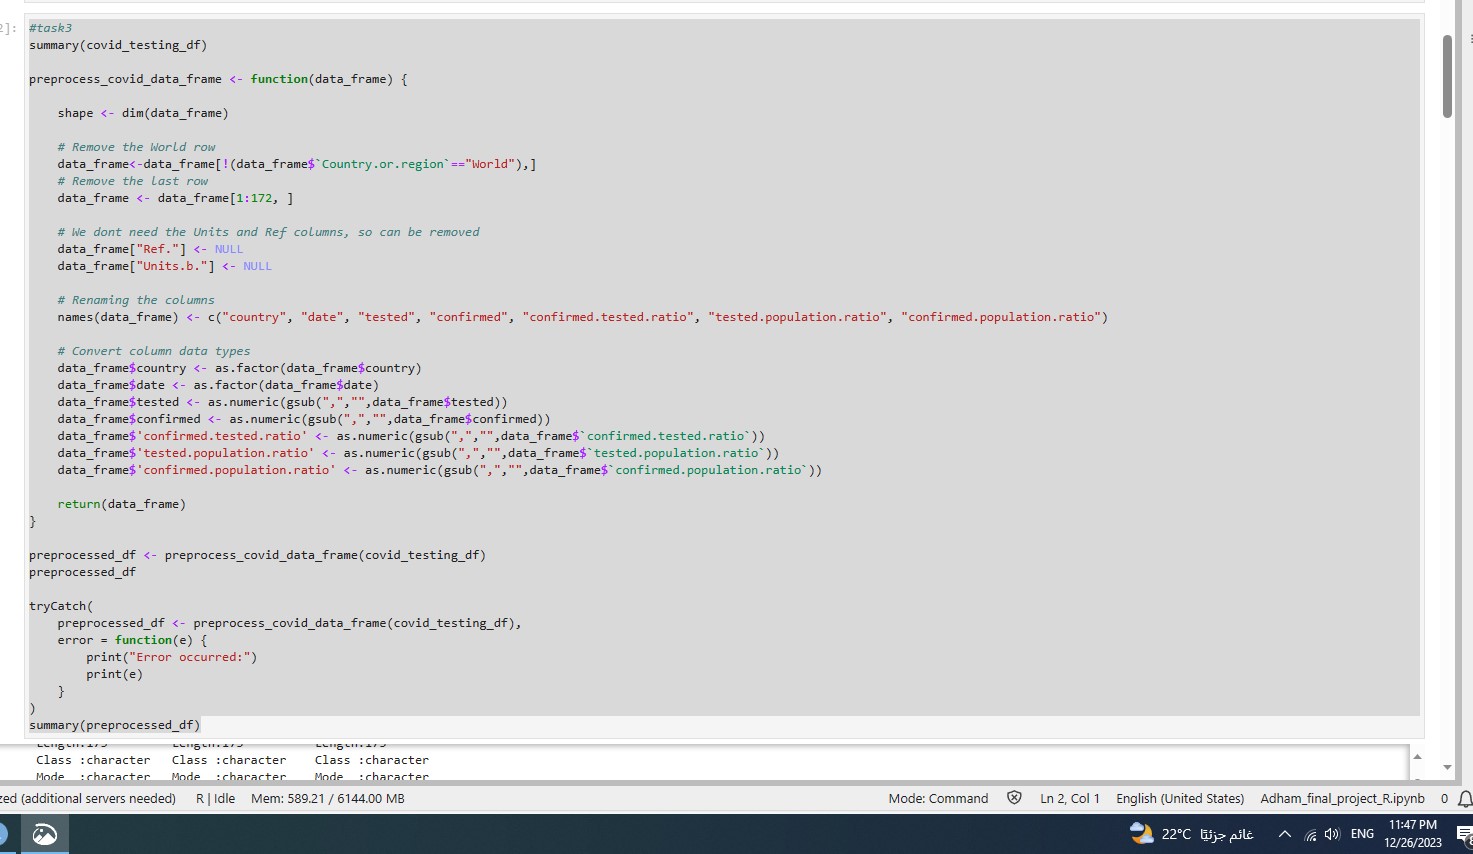 2]:
#task3
summary(covid_testing_df)
preprocess_covid_data_frame <- function(data_frame) {
    shape <- dim(data_frame)
    # Remove the World row
    data_frame<-data_frame[!(data_frame$`Country.or.region`=="World"),]
    # Remove the last row
    data_frame <- data_frame[1:172, ]
    # We dont need the Units and Ref columns, so can be removed
    data_frame["Ref."] <- NULL
    data_frame["Units.b."] <- NULL
    # Renaming the columns
    names(data_frame) <- c("country", "date", "tested", "confirmed", "confirmed.tested.ratio", "tested.population.ratio", "confirmed.population.ratio")
    # Convert column data types
    data_frame$country <- as.factor(data_frame$country)
    data_frame$date <- as.factor(data_frame$date)
    data_frame$tested <- as.numeric(gsub(",","",data_frame$tested))
    data_frame$confirmed <- as.numeric(gsub(",","",data_frame$confirmed))
    data_frame$'confirmed.tested.ratio' <- as.numeric(gsub(",","",data_frame$`confirmed.tested.ratio`))
    data_frame$'tested.population.ratio' <- as.numeric(gsub(",","",data_frame$`tested.population.ratio`))
    data_frame$'confirmed.population.ratio' <- as.numeric(gsub(",","",data_frame$`confirmed.population.ratio`))
    return(data_frame)
}
preprocessed_df <- preprocess_covid_data_frame(covid_testing_df)
preprocessed_df
tryCatch(
    preprocessed_df <- preprocess_covid_data_frame(covid_testing_df),
    error = function(e) {
        print("Error occurred:")
        print(e)
    }
)
summary(preprocessed_df)
Class :character   Class :character    Class :character
Mode  :character   Mode  :character    Mode  :character
zed (additional servers needed) R | Idle Mem: 589.21 / 6144.00 MB Mode: Command Ln 2, Col 1 English (United States) Adham_final_project_R.ipynb 0
22°C غائم جزئيًا ENG 11:47 PM
12/26/2023